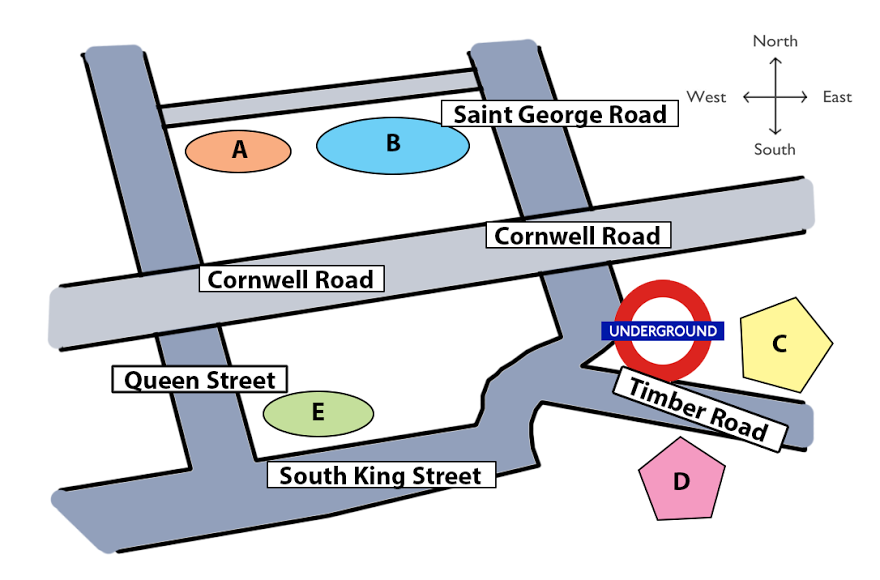 North
West East
South
Saint George Road
A
B
Cornwell Road
Cornwell Road
UNDERGROUND
C
Queen Street
Timber Road
E
South King Street
D